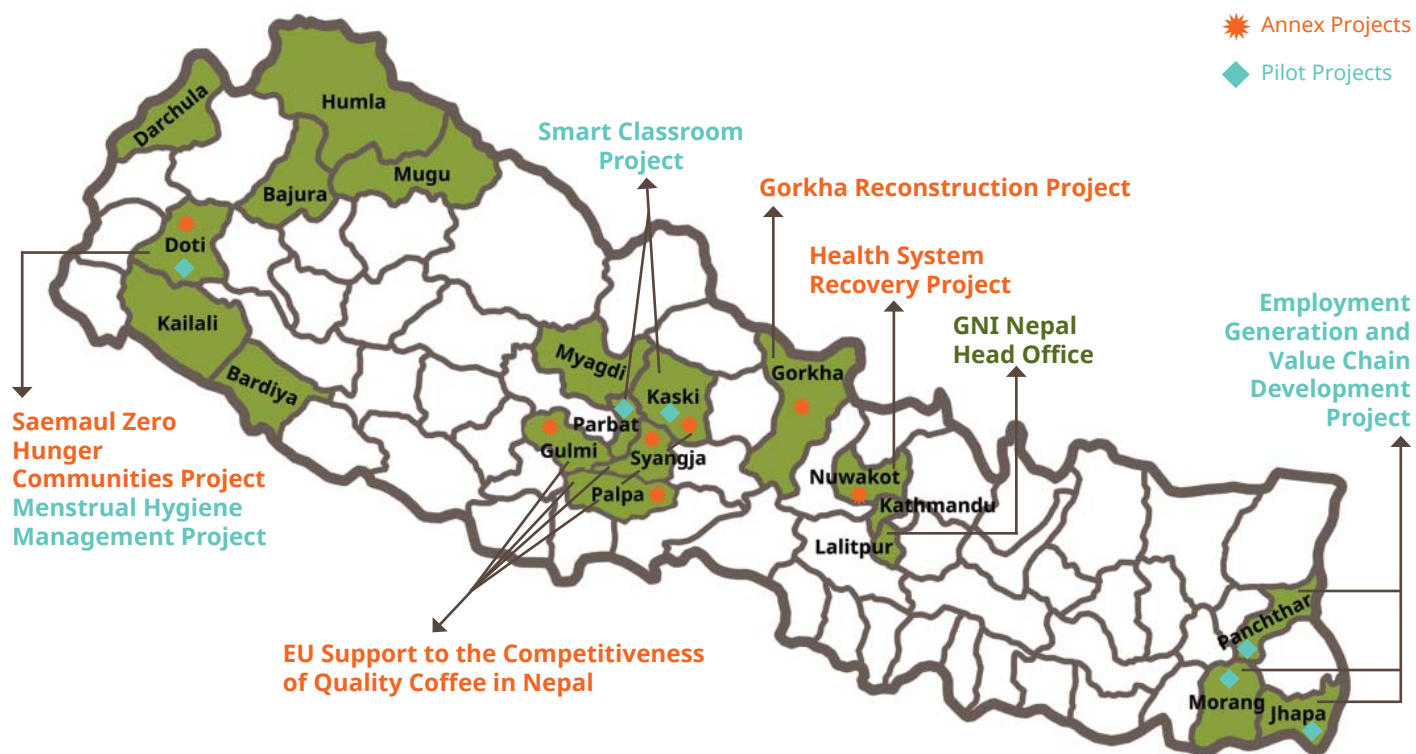 Annex Projects
Pilot Projects
Darchula
Humla
Mugu
Bajura
Doti
Kailali
Bardiya
Smart Classroom
Project
Gorkha Reconstruction Project
Health System
Recovery Project
GNI Nepal
Head Office
Employment
Generation and
Value Chain
Development
Project
Saemaul Zero
Hunger
Communities Project
Menstrual Hygiene
Management Project
Myagdi
Kaski
Parbat
Gulmi
Syangja
Palpa
Gorkha
Nuwakot
Kathmandu
Lalitpur
Panchthar
Morang
Jhapa
EU Support to the Competitiveness
of Quality Coffee in Nepal